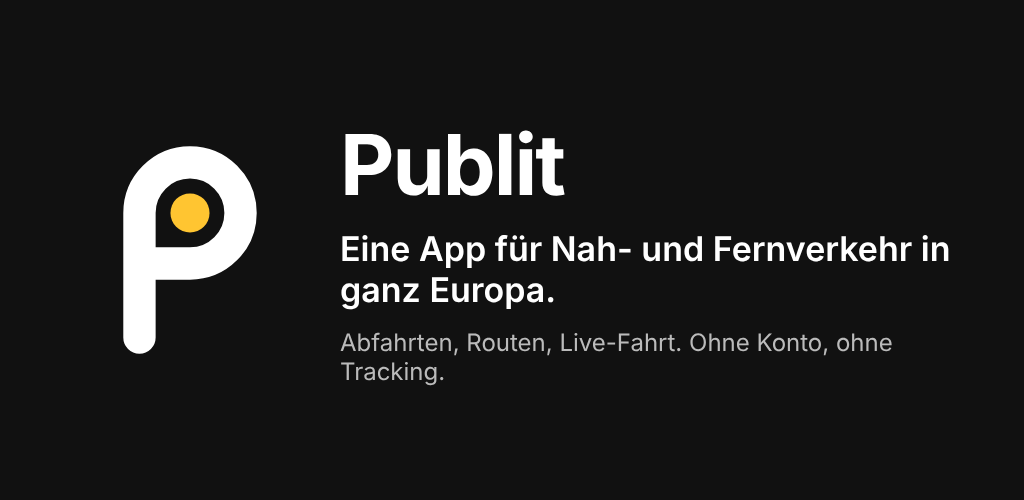 Publit
Eine App für Nah- und Fernverkehr in
ganz Europa.
Abfahrten, Routen, Live-Fahrt. Ohne Konto, ohne
Tracking.